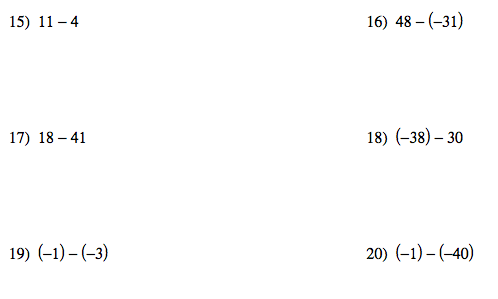 15) 11 – 4
16) 48 – (–31)
17) 18 – 41
18) (–38) – 30
19) (–1) – (–3)
20) (–1) – (–40)